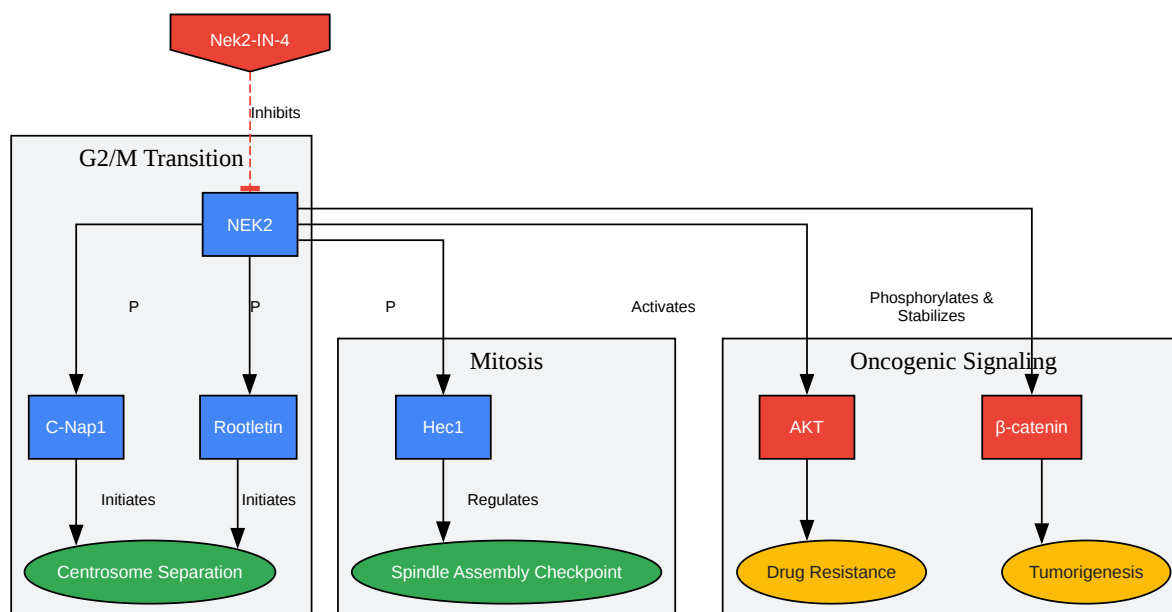 Nek2-IN-4
Inhibits
G2/M Transition
NEK2
P
P
P
Activates
Phosphorylates &
Stabilizes
Mitosis
Oncogenic Signaling
C-Nap1
Rootletin
Hec1
AKT
β-catenin
Initiates
Initiates
Regulates
Centrosome Separation
Spindle Assembly Checkpoint
Drug Resistance
Tumorigenesis